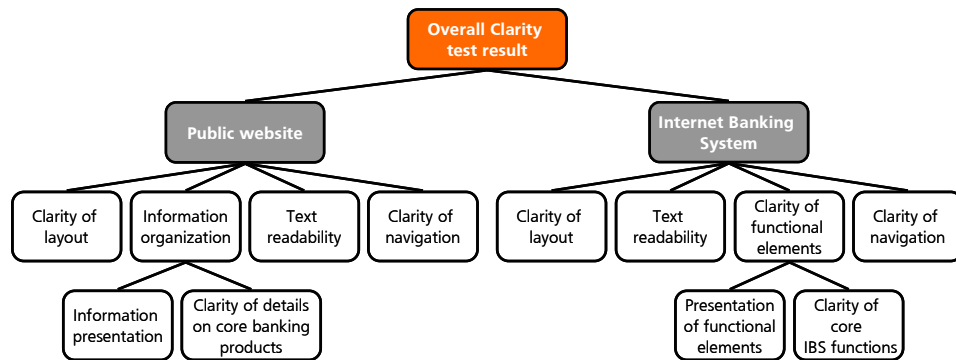 Overall Clarity
test result
Public website
Internet Banking
System
Clarity of
layout
Information
organization
Text
readability
Clarity of
navigation
Clarity of
layout
Text
readability
Clarity of
functional
elements
Clarity of
navigation
Information
presentation
Clarity of details
on core banking
products
Presentation
of functional
elements
Clarity of
core
IBS functions